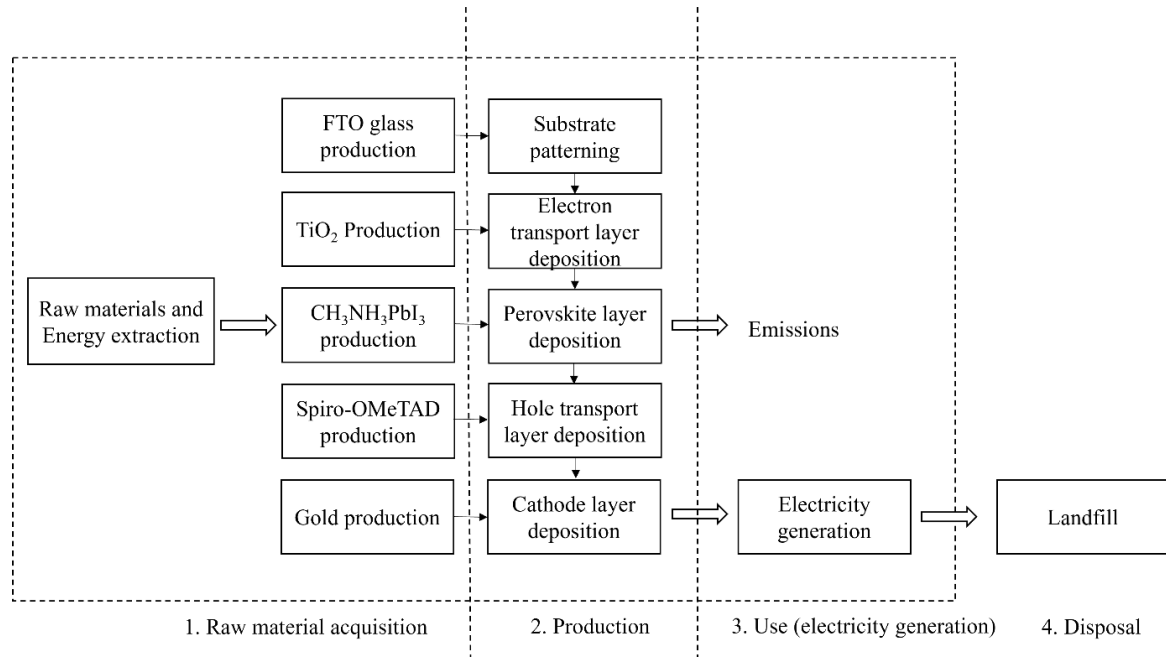 FTO glass
production
Substrate
patterning
TiO₂ Production
Electron
transport layer
deposition
Raw materials and
Energy extraction
CH₃NH₃PbI₃
production
Perovskite layer
deposition
Emissions
Spiro-OMeTAD
production
Hole transport
layer deposition
Gold production
Cathode layer
deposition
Electricity
generation
Landfill
1. Raw material acquisition
2. Production
3. Use (electricity generation)
4. Disposal